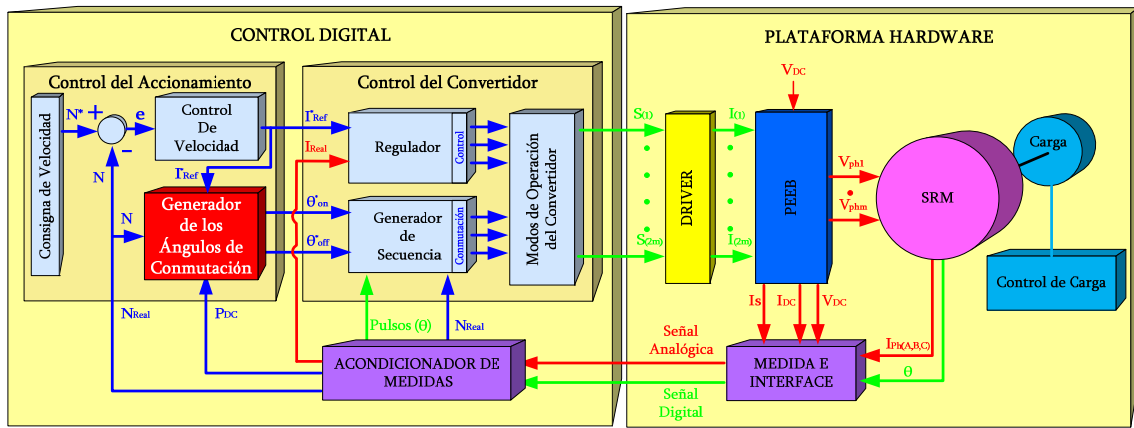 CONTROL DIGITAL
Control del Accionamiento
Consigna de Velocidad
N* +
e
-
N
Control
De
Velocidad
I*Ref
N
Generador
de los
Ángulos de
Conmutación
NReal
PDC
Control del Convertidor
I*Ref
IReal
Regulador
Control
θ*on
θ*off
Generador
de
Secuencia
Conmutación
Modos de Operación
del Convertidor
Pulsos (θ)
NReal
ACONDICIONADOR DE
MEDIDAS
PLATAFORMA HARDWARE
S(1)
S(2m)
DRIVER
I(1)
I(2m)
VDC
PEEB
Vph1
Vphm
SRM
Carga
Control de Carga
Is
IDC
VDC
IPh(A,B,C)
θ
Señal
Analógica
MEDIDA E
INTERFACE
Señal
Digital